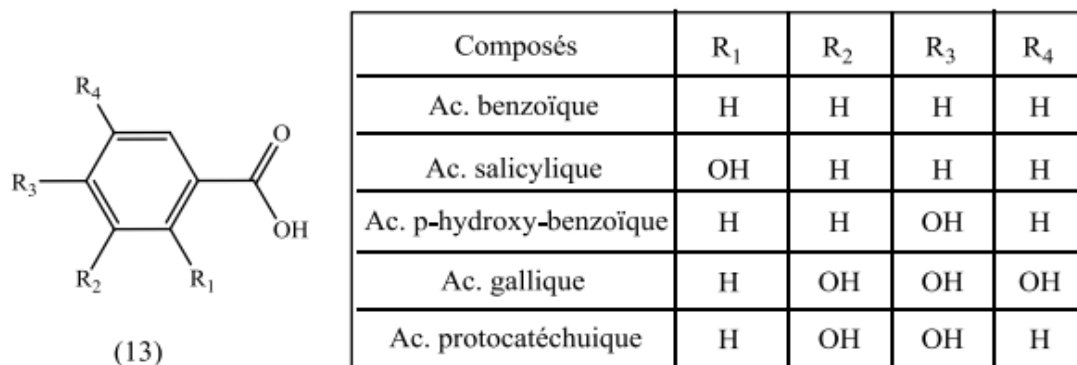 R4
O
R3
OH
R2
R1
(13)
Composés R1 R2 R3 R4
Ac. benzoïque H H H H
Ac. salicylique OH H H H
Ac. p-hydroxy-benzoïque H H OH H
Ac. gallique H OH OH OH
Ac. protocatéchuique H OH OH H